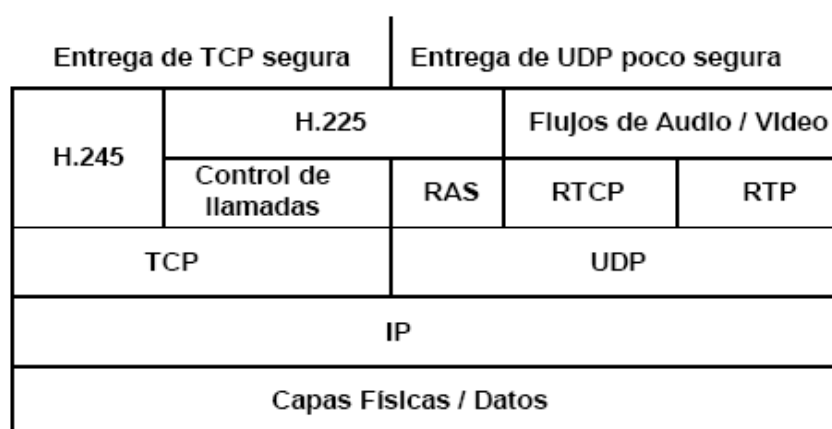 Entrega de TCP segura
Entrega de UDP poco segura
H.245
H.225
Flujos de Audio / Video
Control de
llamadas
RAS
RTCP
RTP
TCP
UDP
IP
Capas Físicas / Datos